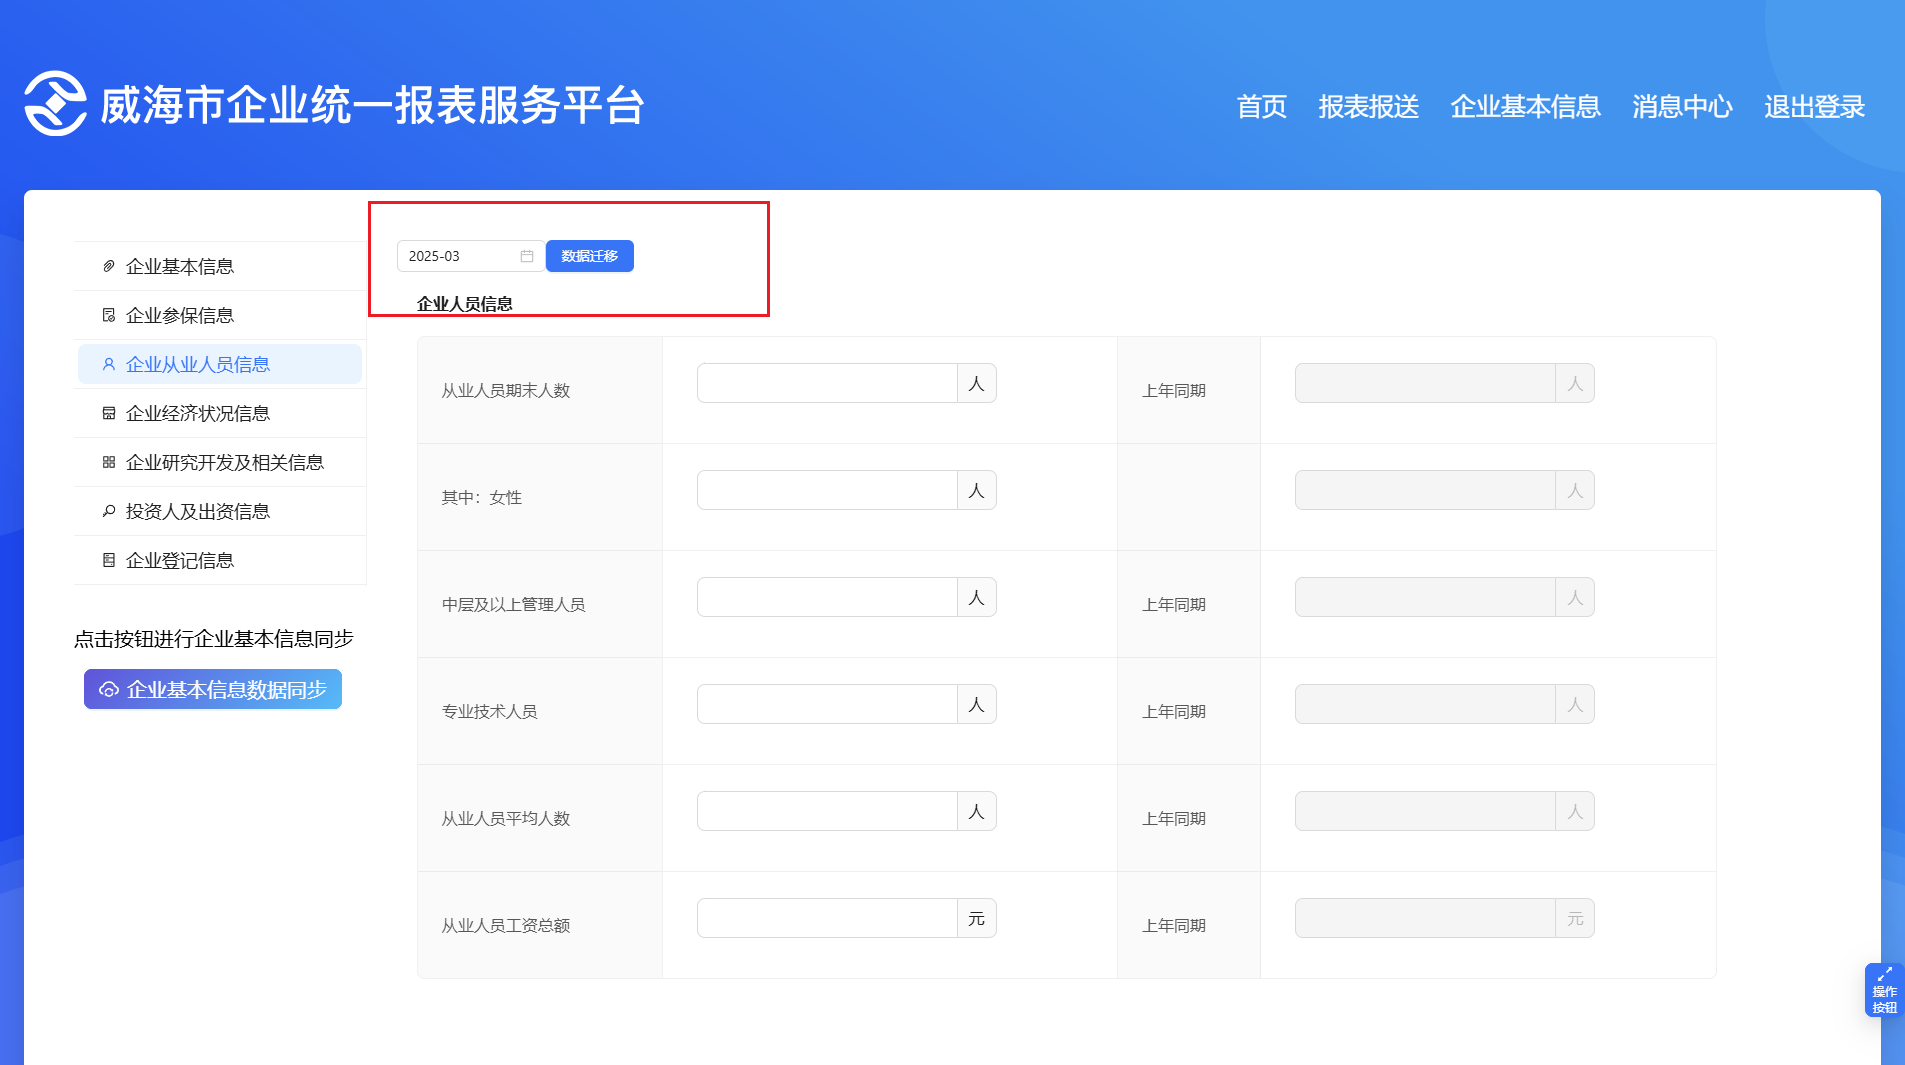 威海市企业统一报表服务平台
首页 报表报送 企业基本信息 消息中心 退出登录
企业基本信息
企业参保信息
企业从业人员信息
企业经济状况信息
企业研究开发及相关信息
投资人及出资信息
企业登记信息
点击按钮进行企业基本信息同步
企业基本信息数据同步
2025-03 数据迁移
企业人员信息
从业人员期末人数 人 上年同期 人
其中：女性 人 人
中层及以上管理人员 人 上年同期 人
专业技术人员 人 上年同期 人
从业人员平均人数 人 上年同期 人
从业人员工资总额 元 上年同期 元
操作
按钮